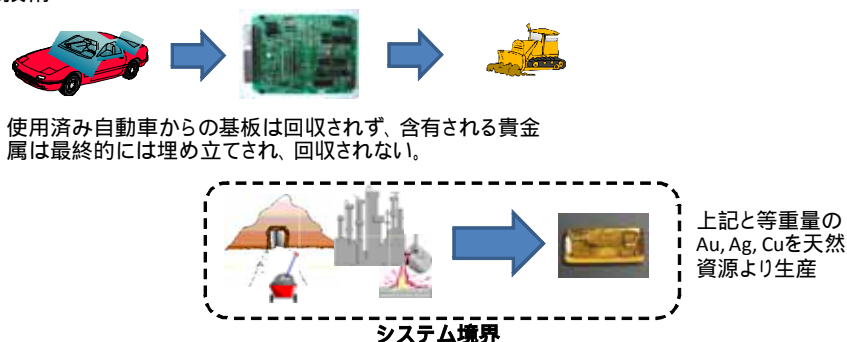 使用済み自動車からの基板は回収されず、含有される貴金
属は最終的には埋め立てされ、回収されない。
上記と等重量の
Au, Ag, Cuを天然
資源より生産
システム境界